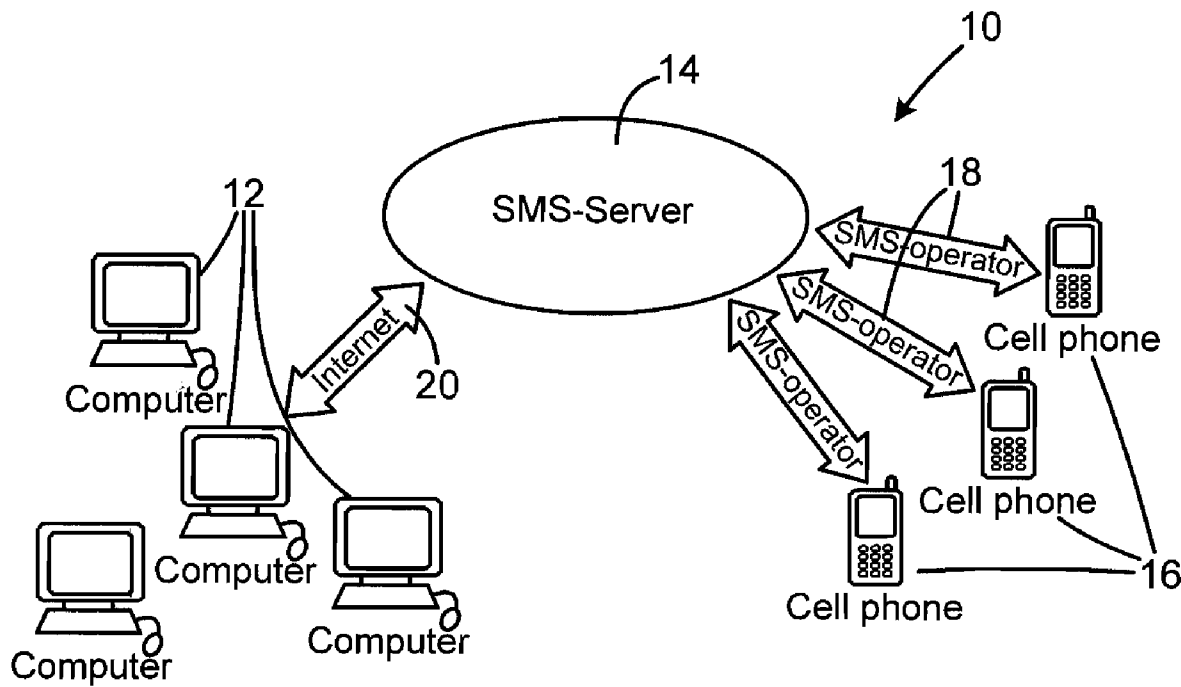 10
14
12
SMS-Server
18
SMS-operator
SMS-operator
SMS-operator
Internet
20
Cell phone
Computer
Cell phone
Computer
16
Cell phone
Computer
Computer